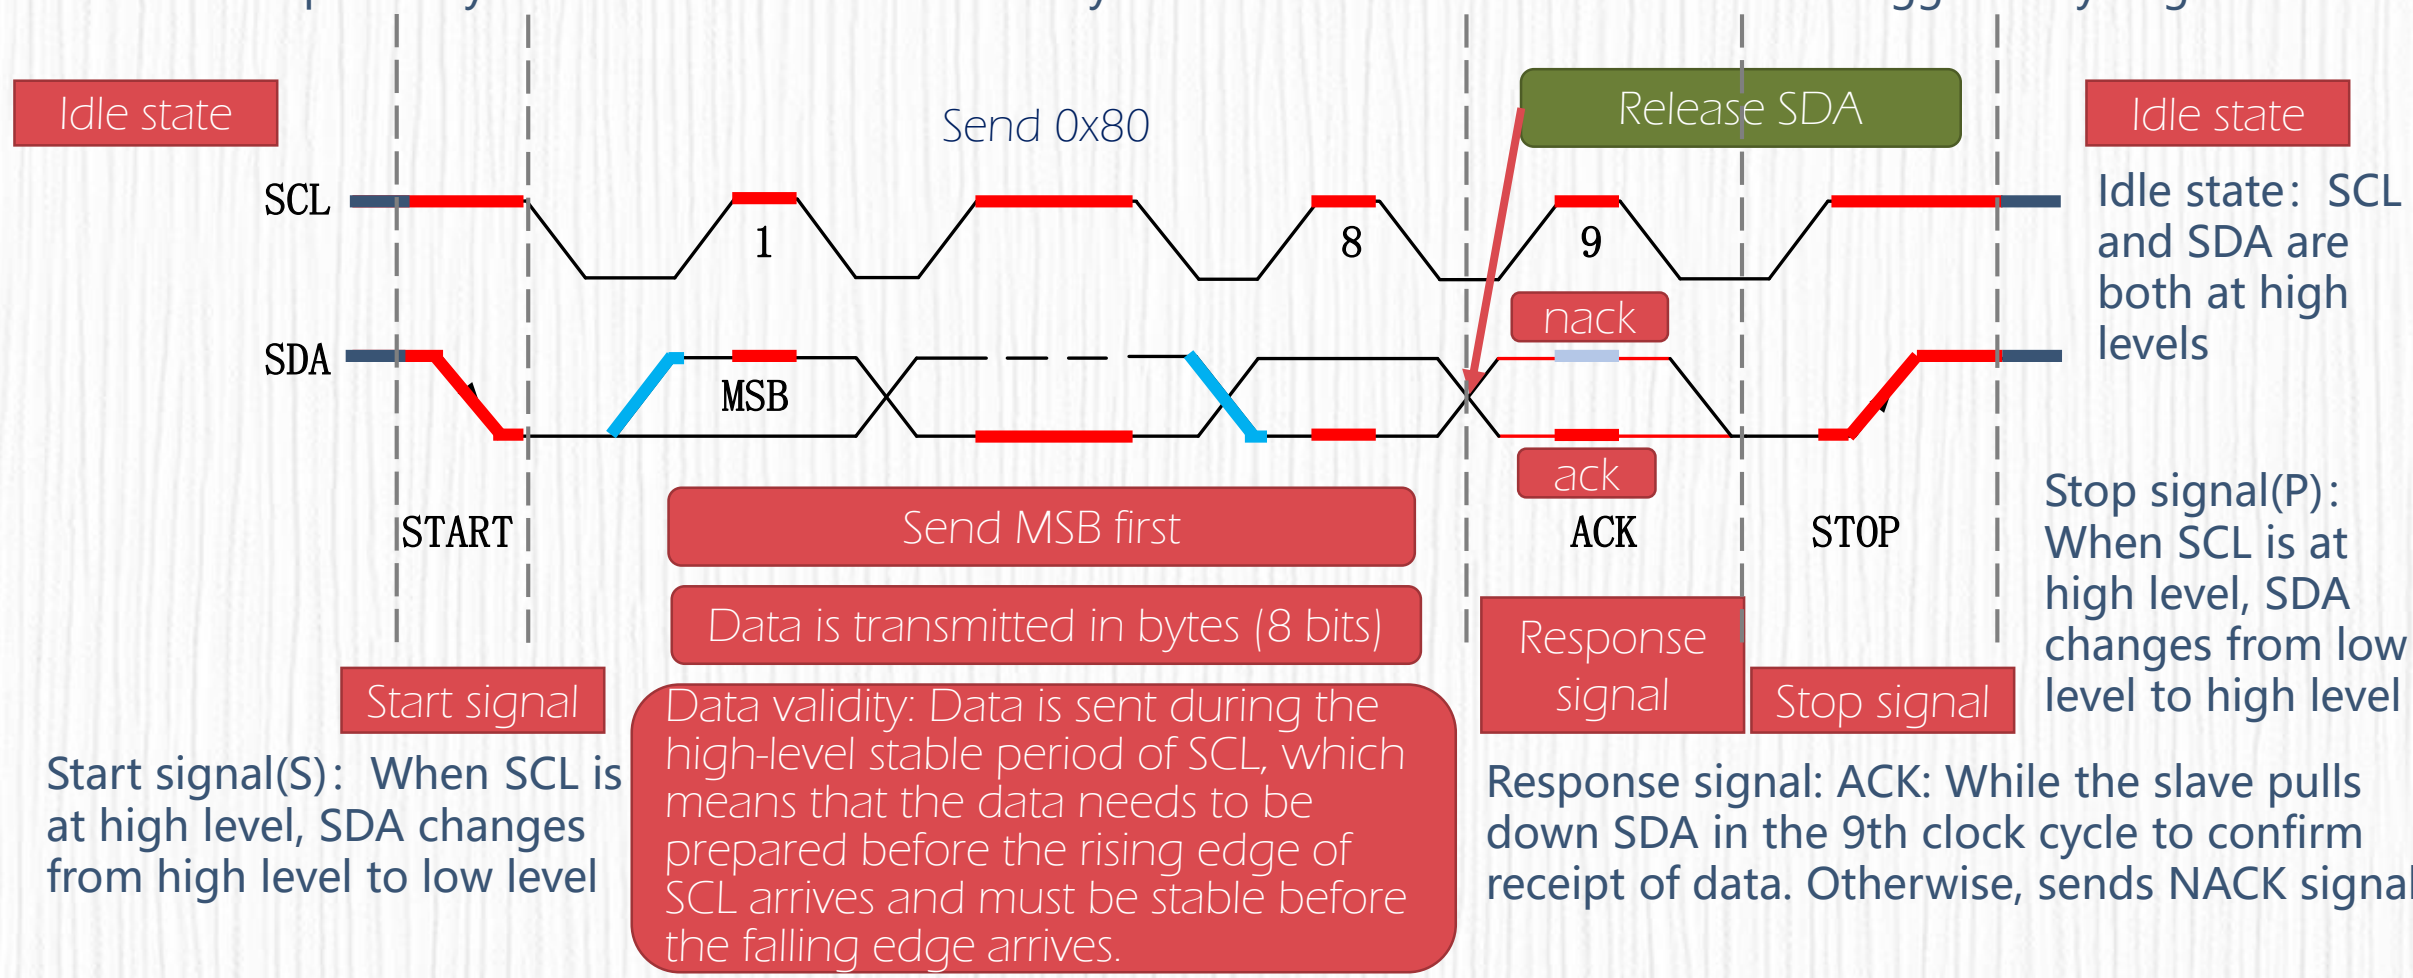 Idle state
Send 0x80
Release SDA
Idle state
SCL
1
8
9
Idle state: SCL
and SDA are
both at high
levels
nack
SDA
MSB
ack
START
Send MSB first
ACK
STOP
Stop signal(P):
When SCL is at
high level, SDA
changes from low
level to high level
Data is transmitted in bytes (8 bits)
Response
signal
Start signal
Stop signal
Start signal(S): When SCL is
at high level, SDA changes
from high level to low level
Data validity: Data is sent during the
high-level stable period of SCL, which
means that the data needs to be
prepared before the rising edge of
SCL arrives and must be stable before
the falling edge arrives.
Response signal: ACK: While the slave pulls
down SDA in the 9th clock cycle to confirm
receipt of data. Otherwise, sends NACK signal